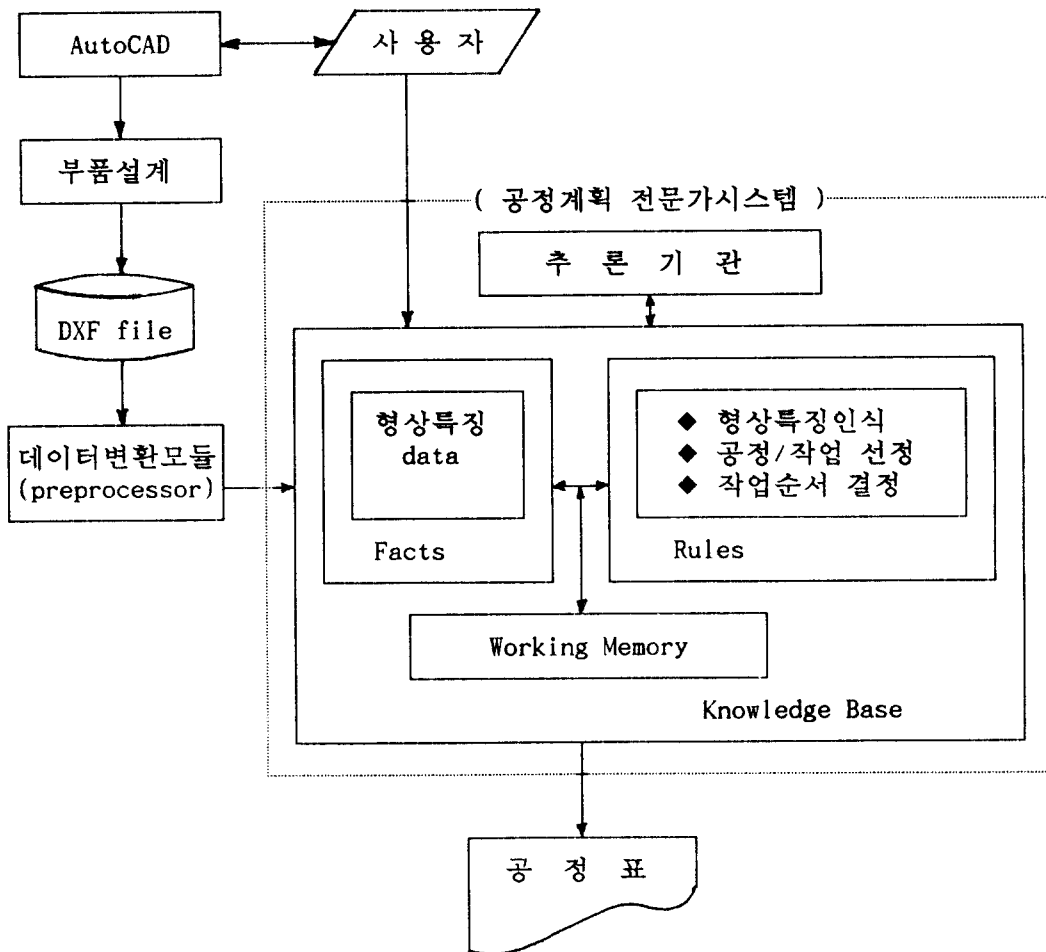 AutoCAD
사 용 자
부품설계
( 공정계획 전문가시스템 )
추 론 기 관
DXF file
형상특징
data
◆ 형상특징인식
◆ 공정/작업 선정
◆ 작업순서 결정
데이터변환모듈
(preprocessor)
Facts
Rules
Working Memory
Knowledge Base
공 정 표